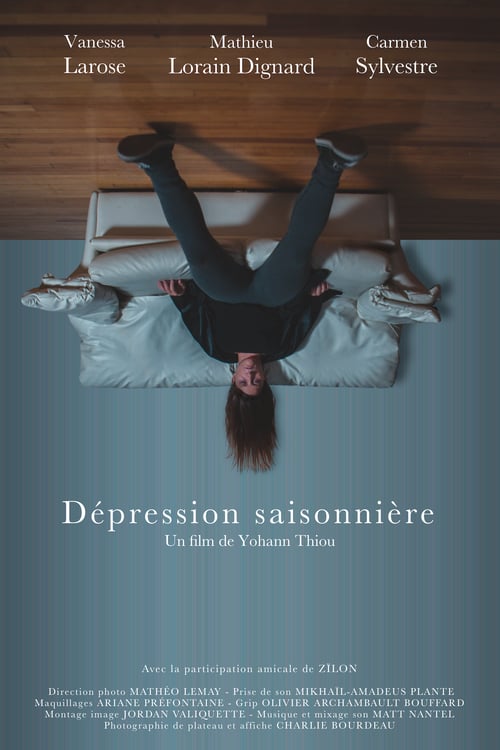 Vanessa Mathieu Carmen
Larose Lorain Dignard Sylvestre
Dépression saisonnière
Un film de Yohann Thiou
Avec la participation amicale de ZÏLON
Direction photo MATHÉO LEMAY - Prise de son MIKHAÏL-AMADEUS PLANTE
Maquillages ARIANE PRÉFONTAINE - Grip OLIVIER ARCHAMBAULT BOUFFARD
Montage image JORDAN VALIQUETTE - Musique et mixage son MATT NANTEL
Photographie de plateau et affiche CHARLIE BOURDEAU